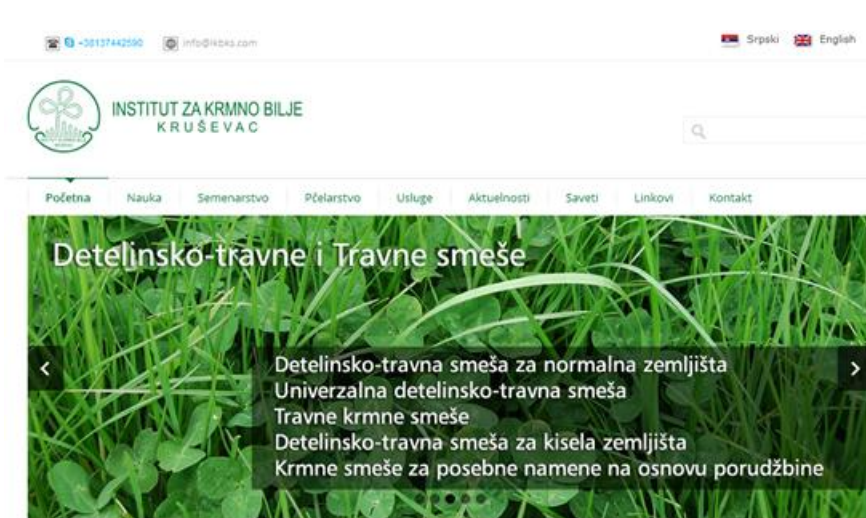 +38137442590 info@ikbks.com Srpski English
INSTITUT ZA KRMNO BILJE
KRUŠEVAC
Početna Nauka Semenarstvo Pčelarstvo Usluge Aktuelnosti Saveti Linkovi Kontakt
Detelinsko-travne i Travne smeše
Detelinsko-travna smeša za normalna zemljišta
Univerzalna detelinsko-travna smeša
Travne krmne smeše
Detelinsko-travna smeša za kisela zemljišta
Krmne smeše za posebne namene na osnovu porudžbine